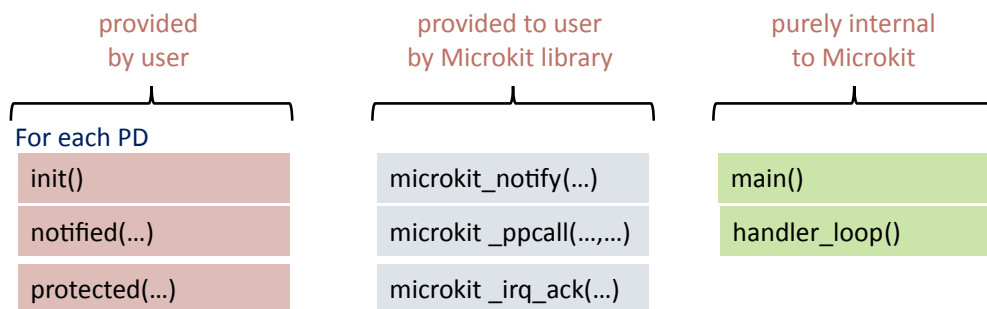 provided
by user
provided to user
by Microkit library
purely internal
to Microkit
For each PD
init()
notified(...)
protected(...)
microkit_notify(...)
microkit _ppcall(...,...)
microkit _irq_ack(...)
main()
handler_loop()